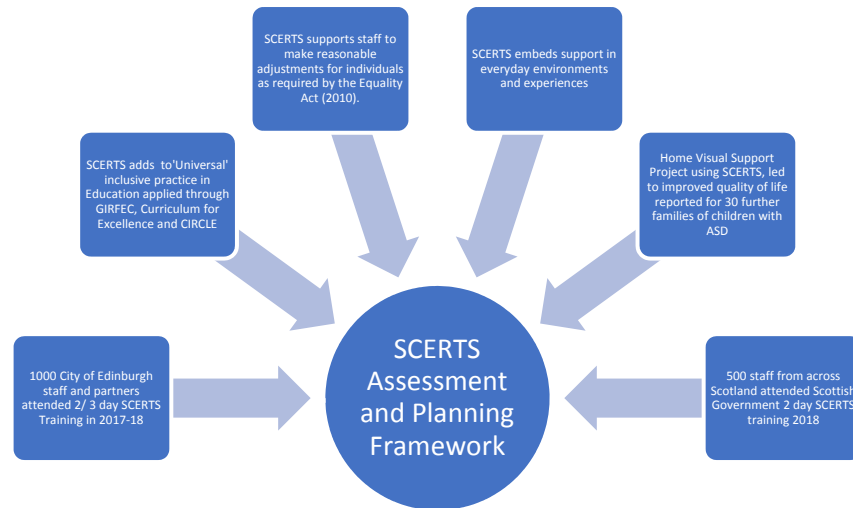 SCERTS supports staff to
make reasonable
adjustments for individuals
as required by the Equality
Act (2010).
SCERTS embeds support in
everyday environments
and experiences
SCERTS adds  to'Universal'
inclusive practice in
Education applied through
GIRFEC, Curriculum for
Excellence and CIRCLE
Home Visual Support
Project using SCERTS, led
to improved quality of life
reported for 30 further
families of children with
ASD
1000 City of Edinburgh
staff and partners
attended 2/ 3 day SCERTS
Training in 2017-18
SCERTS
Assessment
and Planning
Framework
500 staff from across
Scotland attended Scottish
Government 2 day SCERTS
training 2018